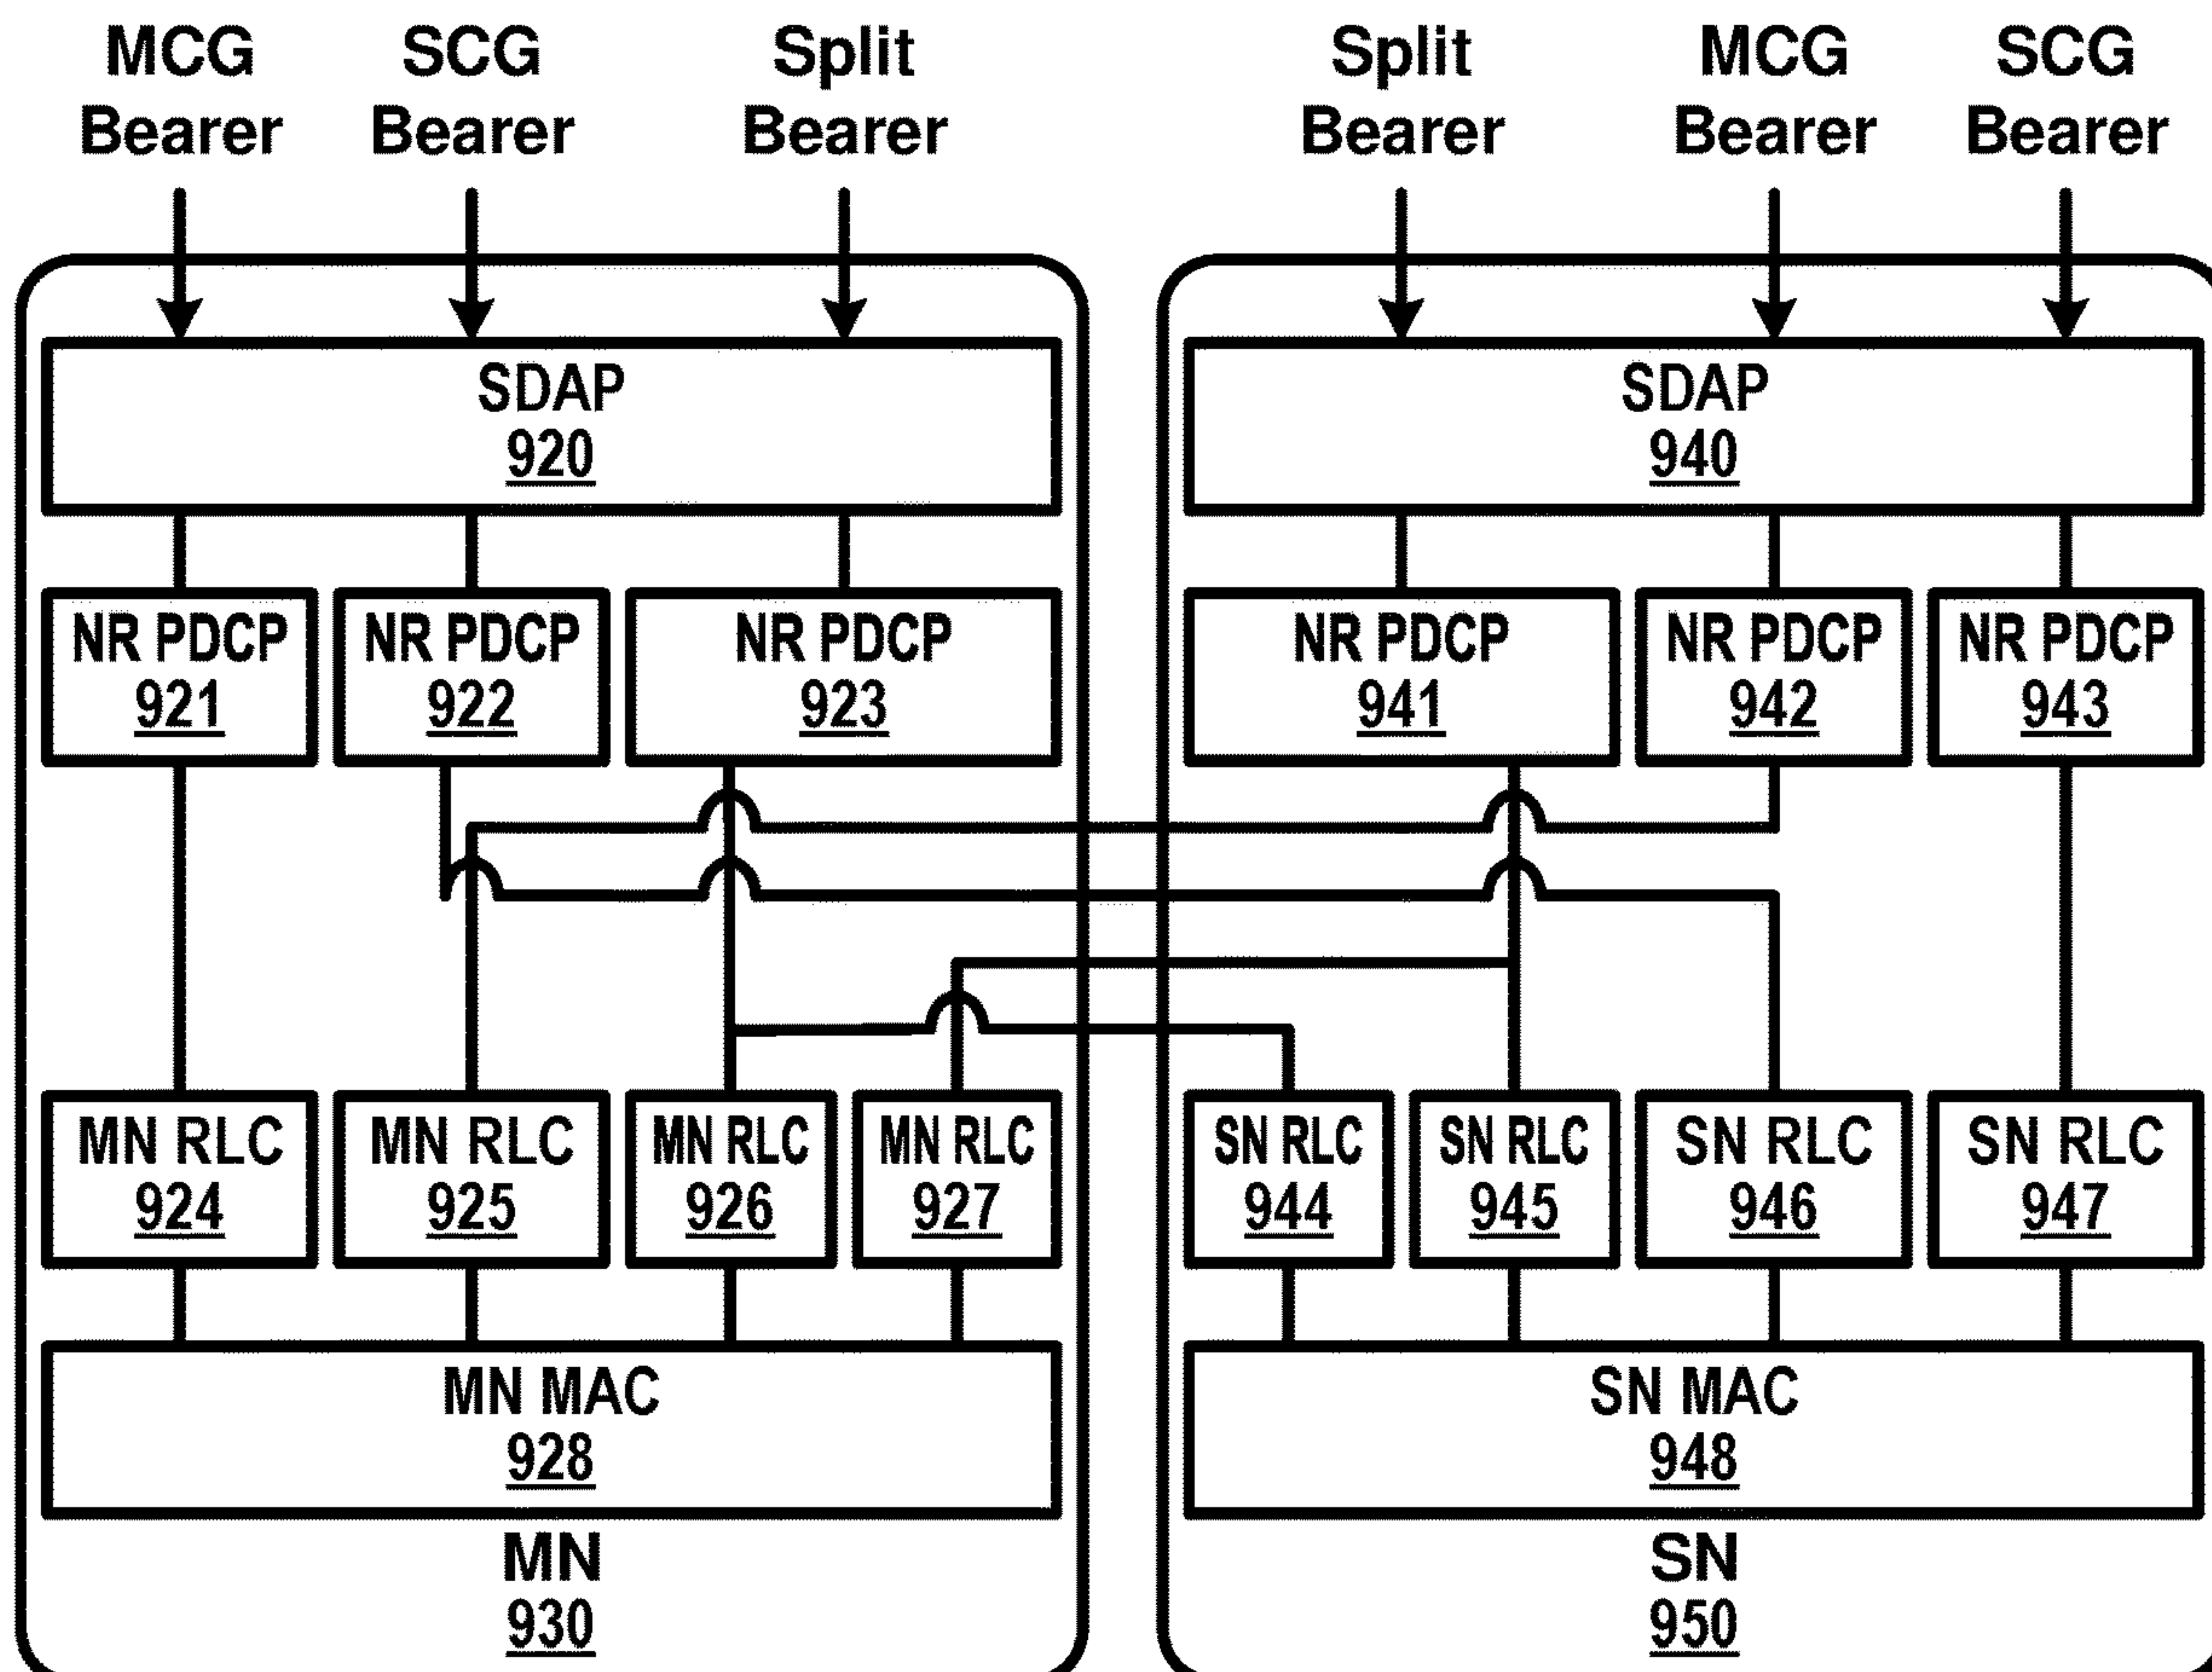 MCG SCG Split Split MCG SCG
Bearer Bearer Bearer Bearer Bearer Bearer
SDAP SDAP
920 940
NR PDCP NR PDCP NR PDCP NR PDCP NR PDCP NR PDCP
921 922 923 941 942 943
MN RLC MN RLC MN RLC MN RLC SN RLC SN RLC SN RLC SN RLC
924 925 926 927 944 945 946 947
MN MAC SN MAC
928 948
MN SN
930 950